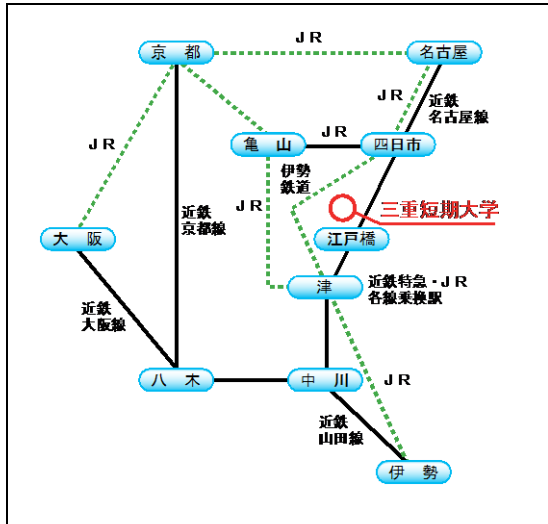 JR
京都
名古屋
JR
近鉄
名古屋線
JR
亀山
JR
四日市
伊勢
鉄道
JR
近鉄
京都線
三重短期大学
大阪
江戸橋
近鉄特急・JR
各線乗換駅
津
近鉄
大阪線
八木
中川
JR
近鉄
山田線
伊勢